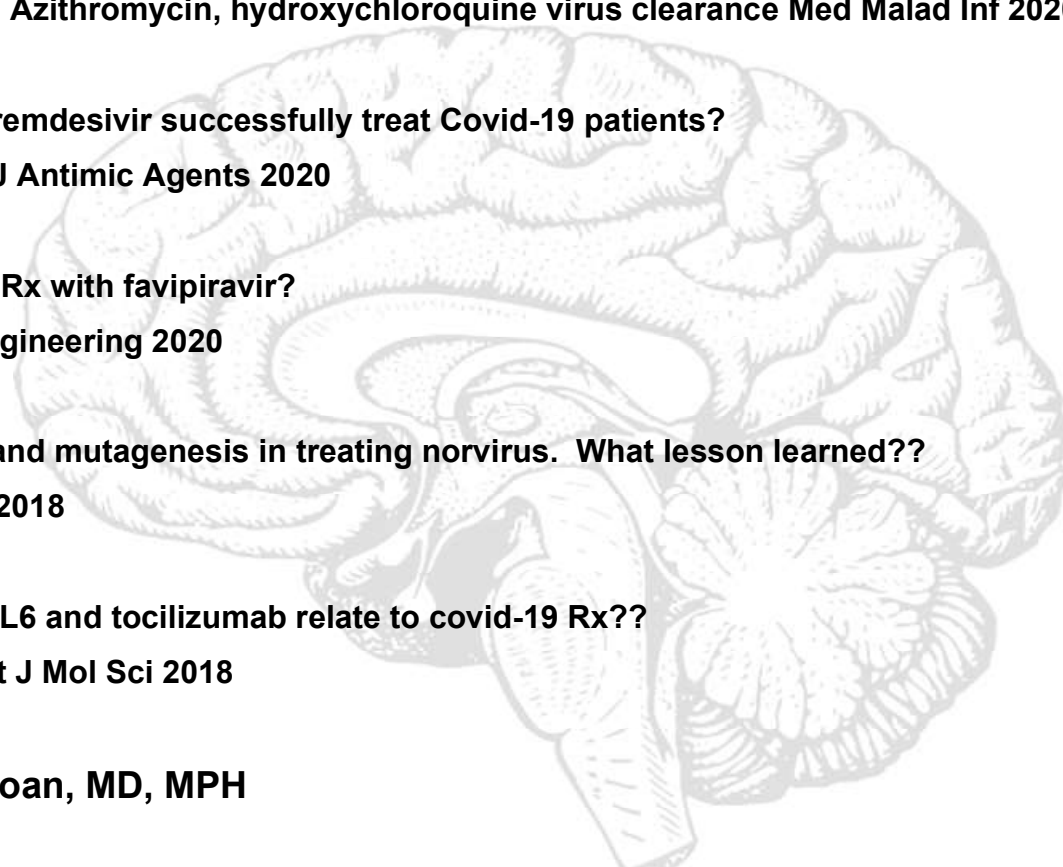 Azithromycin, hydroxychloroquine virus clearance Med Malad Inf 202
remdesivir successfully treat Covid-19 patients?
J Antimic Agents 2020
Rx with favipiravir?
gineering 2020
and mutagenesis in treating norvirus. What lesson learned??
2018
L6 and tocilizumab relate to covid-19 Rx??
t J Mol Sci 2018
oan, MD, MPH